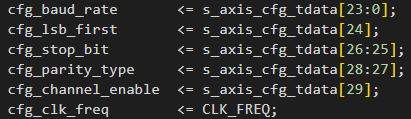 cfg_baud_rate       <= s_axis_cfg_tdata[23:0];
cfg_lsb_first       <= s_axis_cfg_tdata[24];
cfg_stop_bit        <= s_axis_cfg_tdata[26:25];
cfg_parity_type     <= s_axis_cfg_tdata[28:27];
cfg_channel_enable  <= s_axis_cfg_tdata[29];
cfg_clk_freq        <= CLK_FREQ;